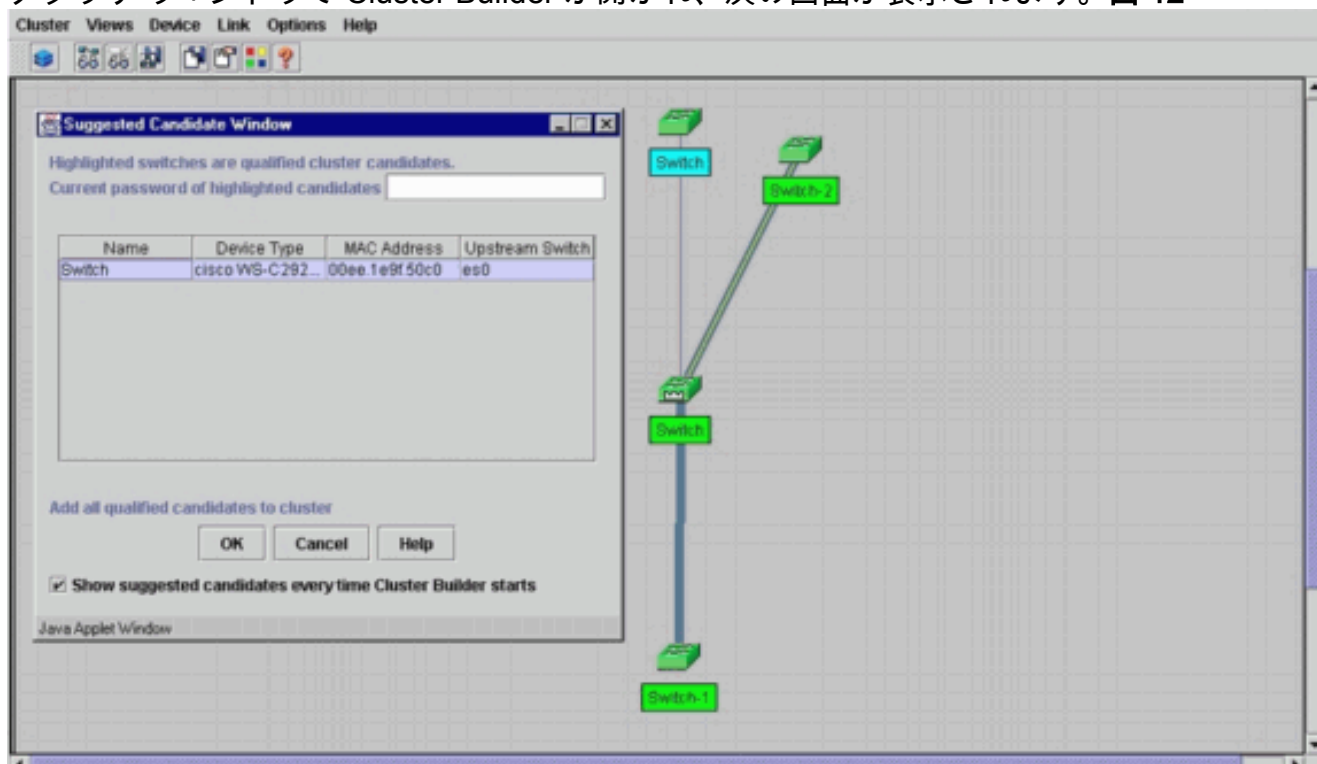 Cluster Views Device Link Options Help
Suggested Candidate Window
Highlighted switches are qualified cluster candidates.
Current password of highlighted candidates
Name Device Type MAC Address Upstream Switch
Switch cisco WS-C292... 00ee.1e9f.50c0 es0
Add all qualified candidates to cluster
OK Cancel Help
Show suggested candidates every time Cluster Builder starts
Java Applet Window
Switch
Switch-2
Switch
Switch-1